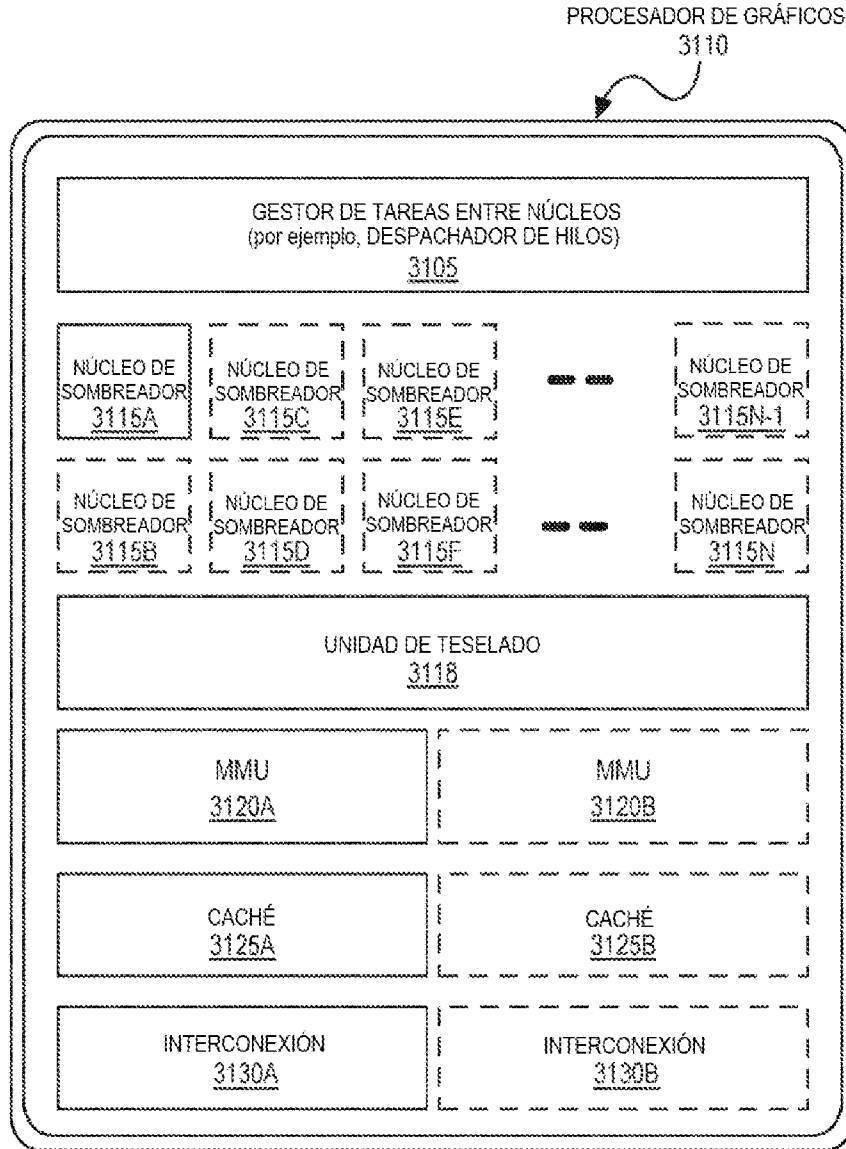 PROCESADOR DE GRÁFICOS
3110
GESTOR DE TAREAS ENTRE NÚCLEOS
(por ejemplo, DESPACHADOR DE HILOS)
3105
NÚCLEO DE
SOMBREADOR
3115A
NÚCLEO DE
SOMBREADOR
3115C
NÚCLEO DE
SOMBREADOR
3115E
NÚCLEO DE
SOMBREADOR
3115N-1
NÚCLEO DE
SOMBREADOR
3115B
NÚCLEO DE
SOMBREADOR
3115D
NÚCLEO DE
SOMBREADOR
3115F
NÚCLEO DE
SOMBREADOR
3115N
UNIDAD DE TESELADO
3118
MMU
3120A
MMU
3120B
CACHÉ
3125A
CACHÉ
3125B
INTERCONEXIÓN
3130A
INTERCONEXIÓN
3130B